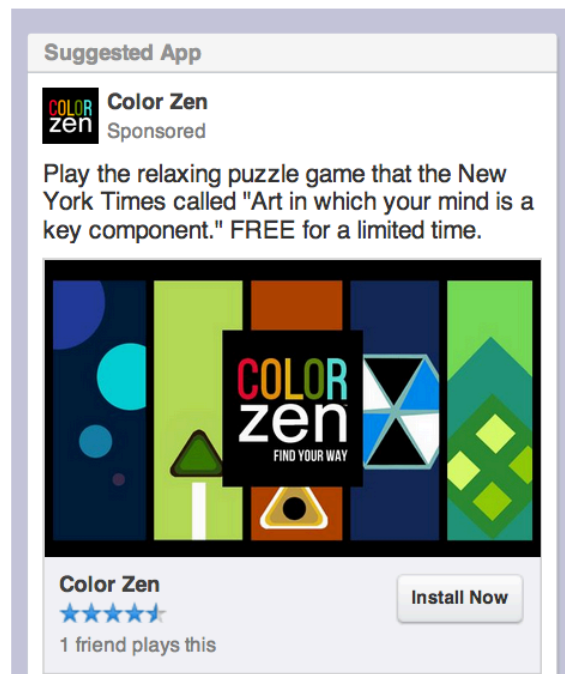 Suggested App
COLOR
zen
Color Zen
Sponsored
Play the relaxing puzzle game that the New
York Times called "Art in which your mind is a
key component." FREE for a limited time.
COLOR
zen
FIND YOUR WAY
Color Zen
Install Now
1 friend plays this